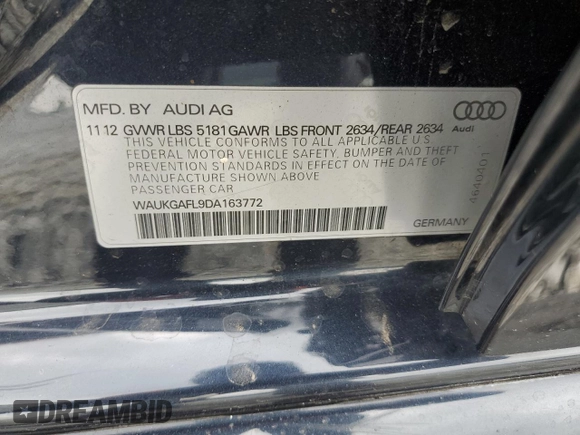 MFD. BY AUDI AG
11 12 GVWR LBS 5181 GAWR LBS FRONT 2634/REAR 2634
Audi
THIS VEHICLE CONFORMS TO ALL APPLICABLE U.S.
FEDERAL MOTOR VEHICLE SAFETY, BUMPER AND THEFT
PREVENTION STANDARDS IN EFFECT ON THE DATE OF
MANUFACTURE SHOWN ABOVE
PASSENGER CAR
WAUKGAFL9DA163772
4640401
GERMANY
DREAMBID